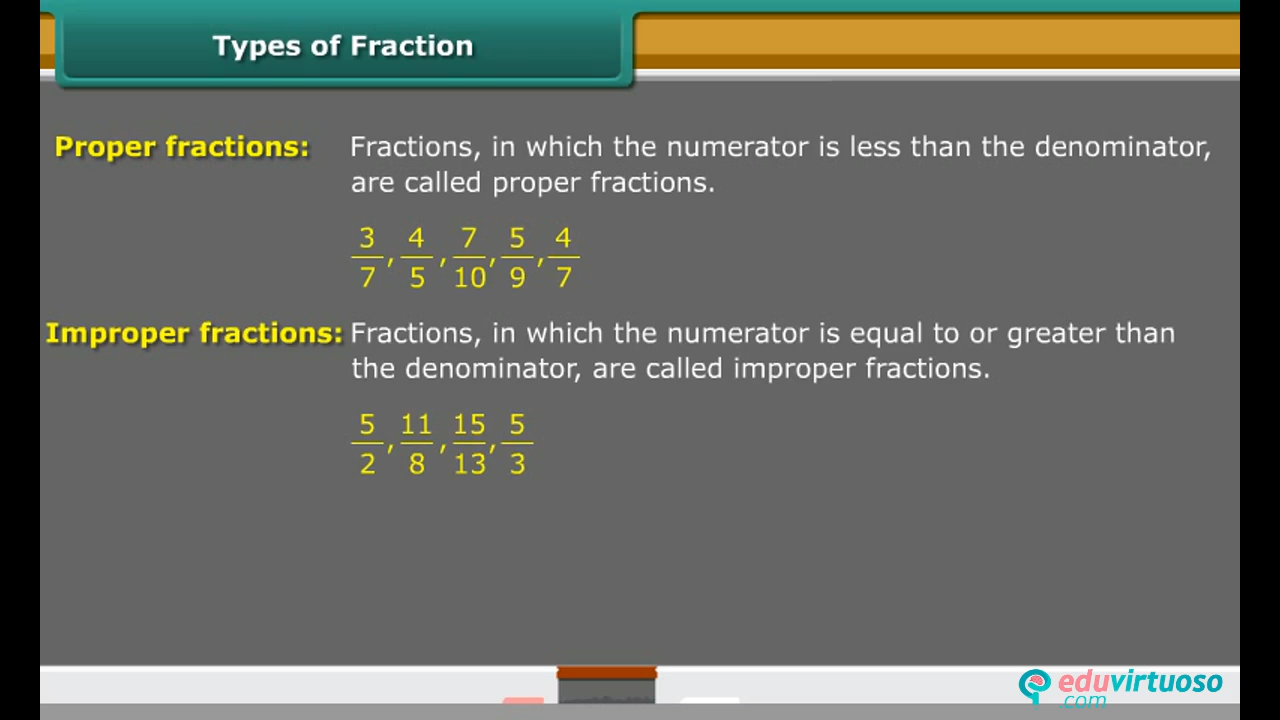 Types of Fraction
Proper fractions: Fractions, in which the numerator is less than the denominator,
are called proper fractions.
3/7, 4/5, 7/10, 5/9, 4/7
Improper fractions: Fractions, in which the numerator is equal to or greater than
the denominator, are called improper fractions.
5/2, 11/8, 15/13, 5/3
eduvirtuoso
.com